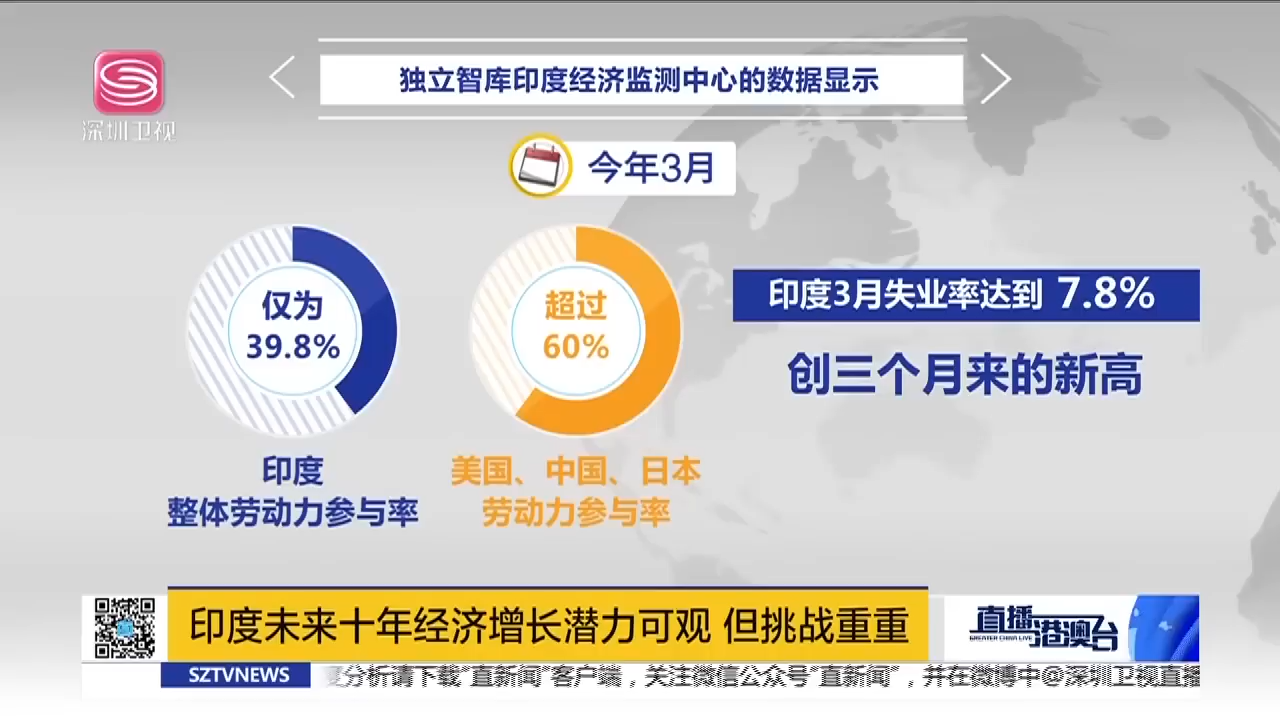 独立智库印度经济监测中心的数据显示
深圳卫视
今年3月
仅为
39.8%
超过
60%
印度3月失业率达到 7.8%
创三个月来的新高
印度
整体劳动力参与率
美国、中国、日本
劳动力参与率
印度未来十年经济增长潜力可观 但挑战重重
直播港澳台
GREATER CHINA LIVE
SZTVNEWS
分析请下载"直新闻"客户端，关注微信公众号"直新闻"，并在微博中@深圳卫视直播